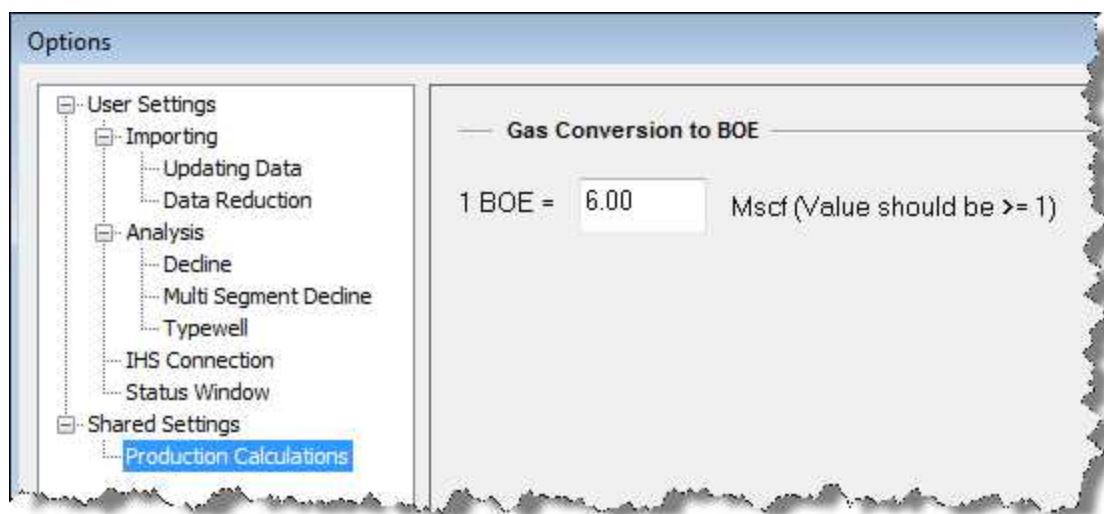 Options
User Settings
Importing
Updating Data
Data Reduction
Analysis
Decline
Multi Segment Decline
Typewell
IHS Connection
Status Window
Shared Settings
Production Calculations
Gas Conversion to BOE
1 BOE = 6.00 Mscf (Value should be >= 1)